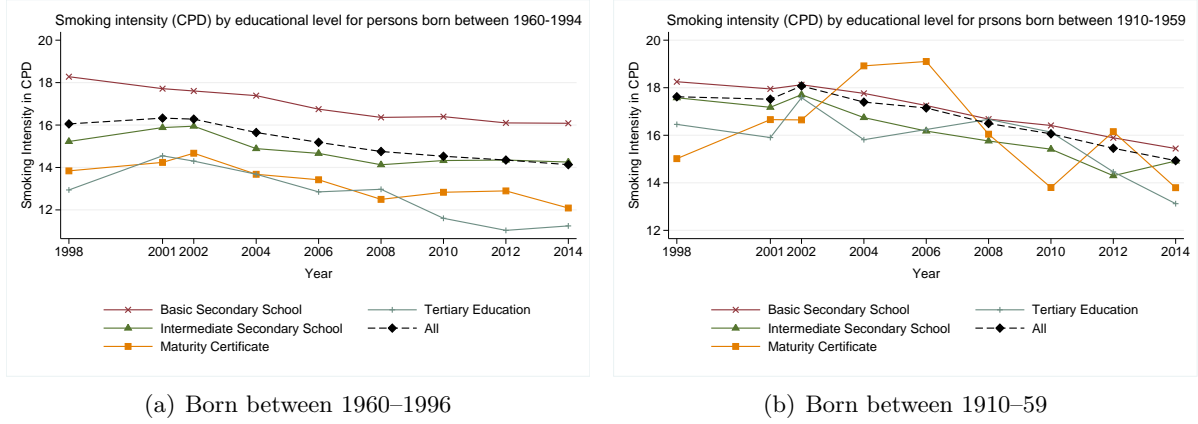 Smoking intensity (CPD) by educational level for persons born between 1960-1994
Smoking Intensity in CPD
20
18
16
14
12
1998 2001 2002 2004 2006 2008 2010 2012 2014
Year
Basic Secondary School
Tertiary Education
Intermediate Secondary School
All
Maturity Certificate
(a) Born between 1960–1996
Smoking intensity (CPD) by educational level for prsons born between 1910-1959
Smoking Intensity in CPD
20
18
16
14
12
1998 2001 2002 2004 2006 2008 2010 2012 2014
Year
Basic Secondary School
Tertiary Education
Intermediate Secondary School
All
Maturity Certificate
(b) Born between 1910–59